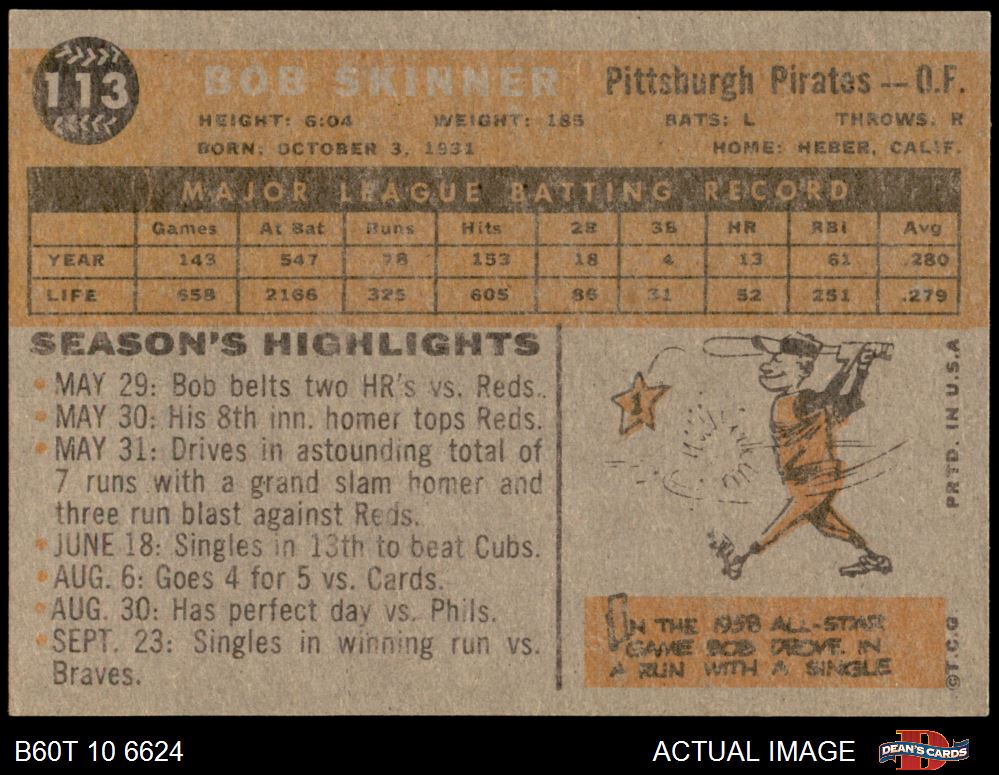 113
BOB SKINNER Pittsburgh Pirates — O.F.
HEIGHT: 6:04 WEIGHT: 185 BATS: L THROWS: R
BORN: OCTOBER 3, 1931 HOME: HEBER, CALIF.
MAJOR LEAGUE BATTING RECORD
Games At Bat Runs Hits 2B 3B HR RBI Avg
YEAR 143 547 78 153 18 4 13 61 .280
LIFE 658 2166 325 605 86 31 52 251 .279
SEASON'S HIGHLIGHTS
• MAY 29: Bob belts two HR's vs. Reds.
• MAY 30: His 8th inn. homer tops Reds.
• MAY 31: Drives in astounding total of
7 runs with a grand slam homer and
three run blast against Reds.
• JUNE 18: Singles in 13th to beat Cubs.
• AUG. 6: Goes 4 for 5 vs. Cards.
• AUG. 30: Has perfect day vs. Phils.
• SEPT. 23: Singles in winning run vs.
Braves.
1
IN THE 1958 ALL-STAR
GAME BOB DROVE IN
A RUN WITH A SINGLE
©T.C.G PRTD. IN U.S.A
B60T 10 6624 ACTUAL IMAGE DEAN'S CARDS